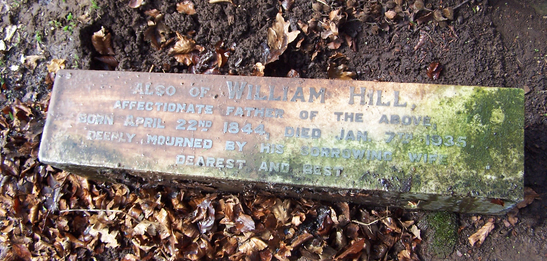 ALSO OF WILLIAM HILL,
AFFECTIONATE FATHER OF THE ABOVE
BORN APRIL 22ND 1844, DIED JAN 7TH 1935
DEEPLY MOURNED BY HIS SORROWING WIFE
DEAREST AND BEST